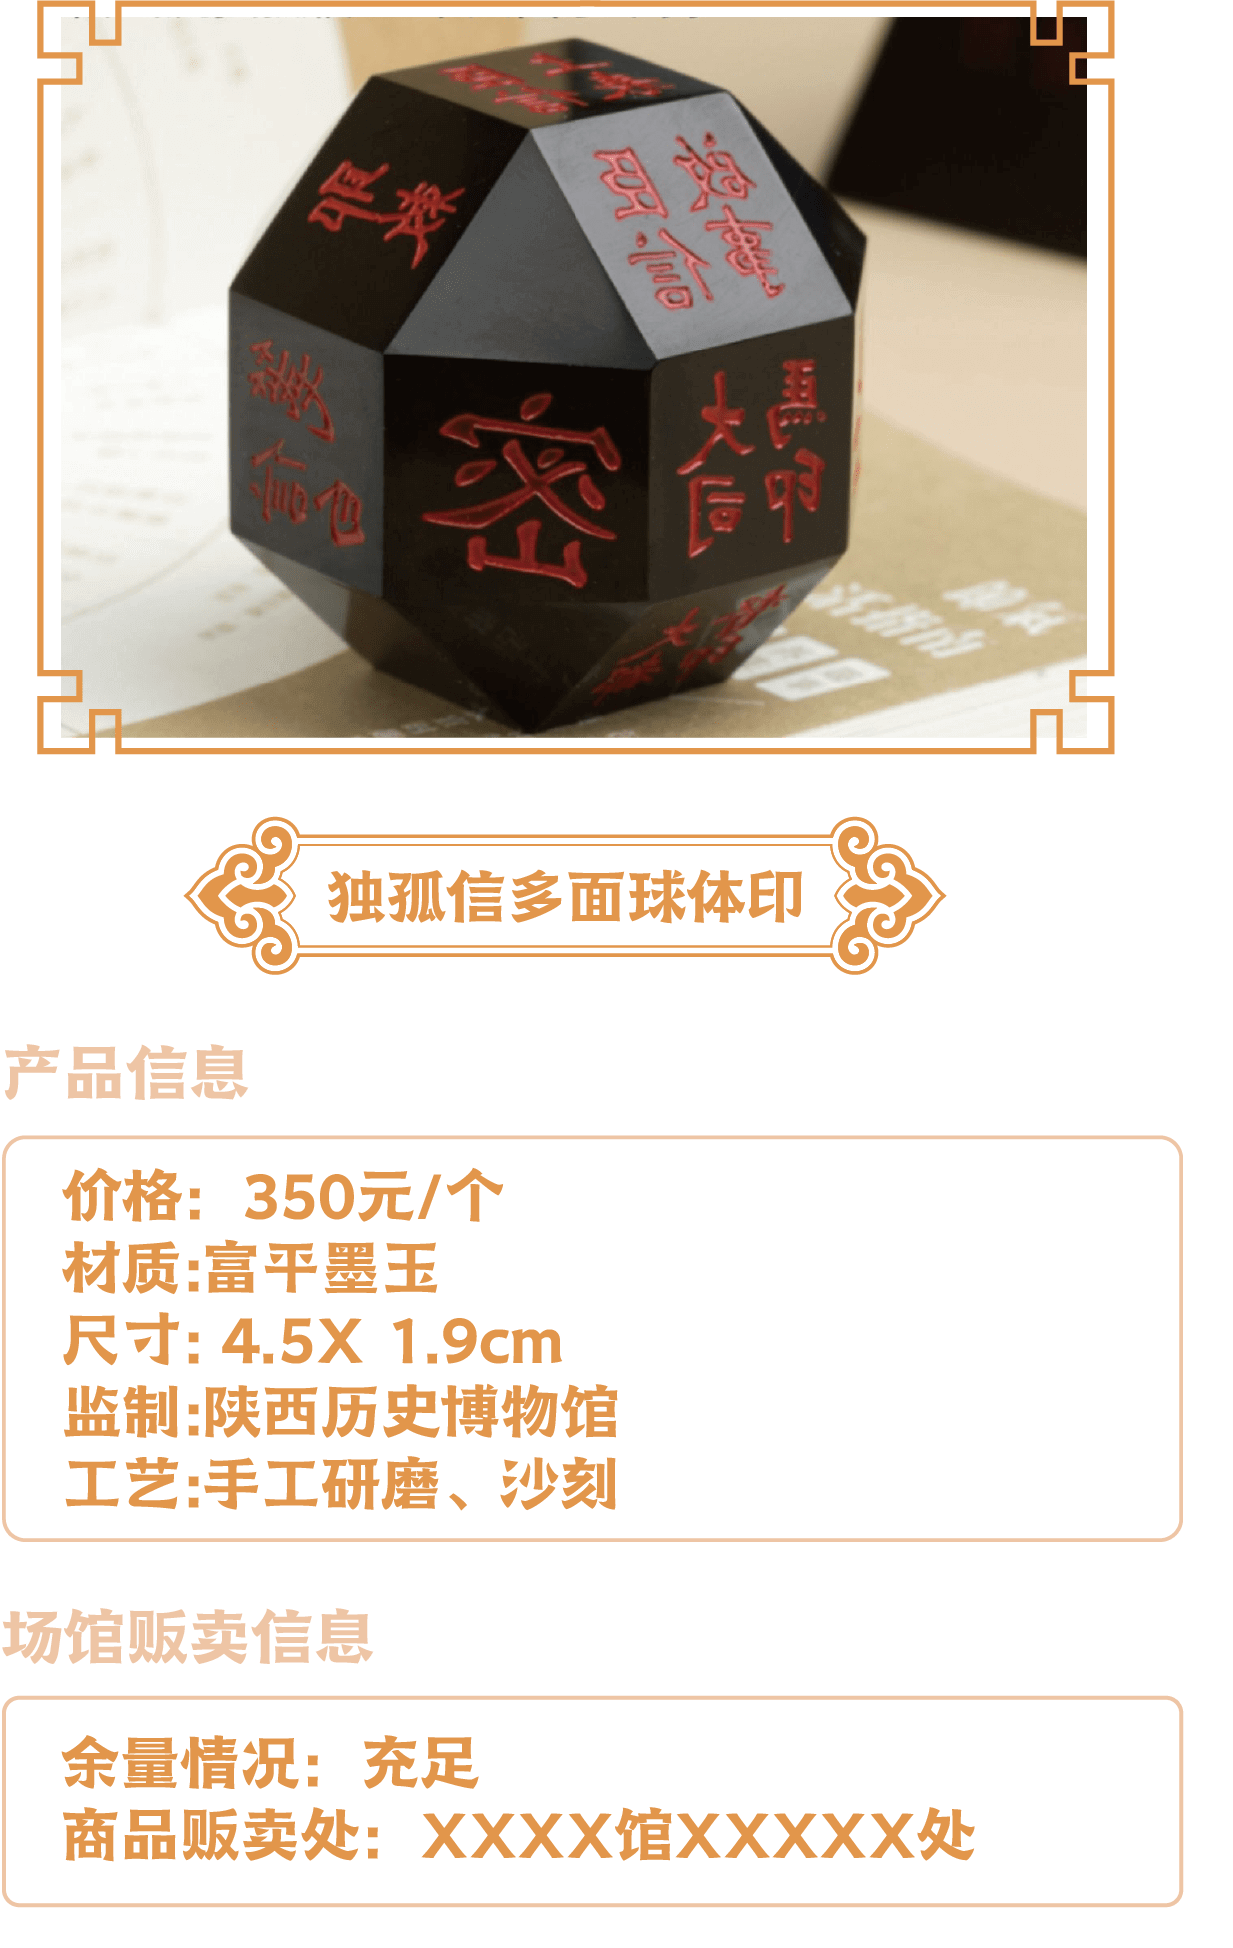 密
独孤信多面球体印
产品信息
价格：350元/个
材质:富平墨玉
尺寸: 4.5X 1.9cm
监制:陕西历史博物馆
工艺:手工研磨、沙刻
场馆贩卖信息
余量情况：充足
商品贩卖处：XXXX馆XXXXX处